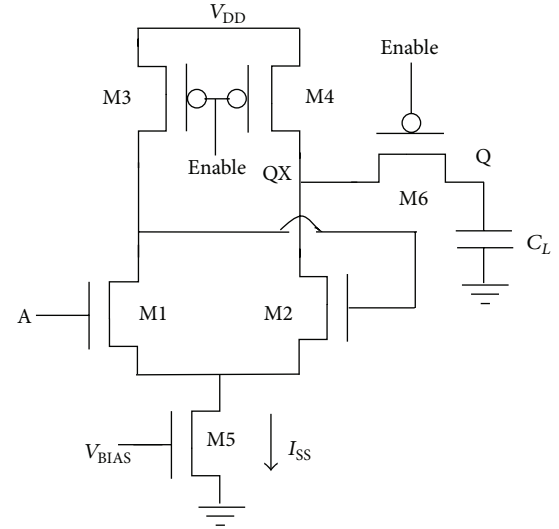 V_DD
Enable
M3
M4
Enable
QX
Q
M6
C_L
A
M1
M2
V_BIAS
M5
I_SS